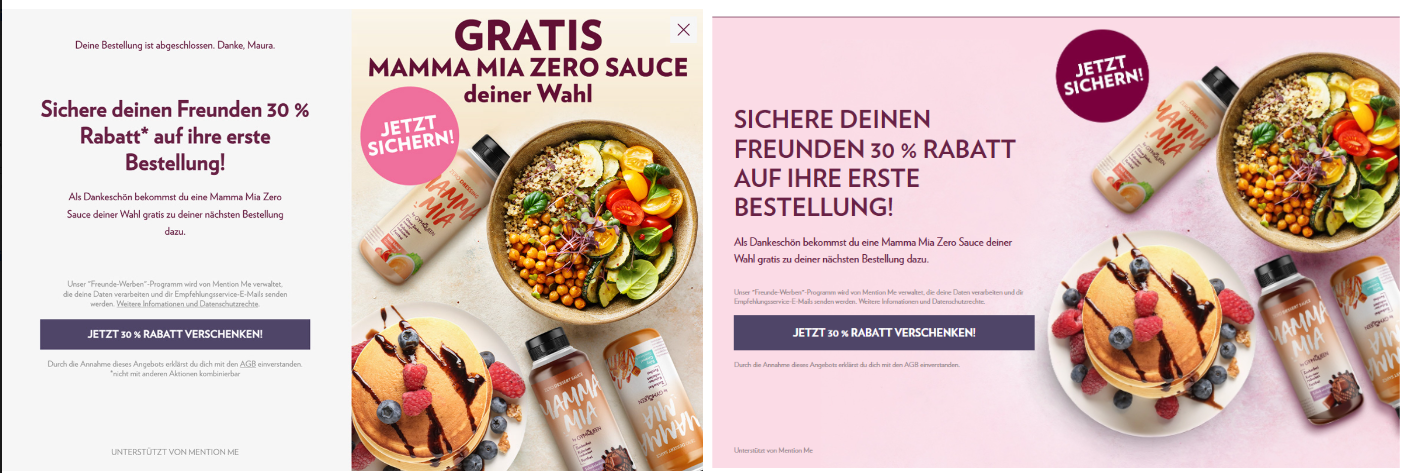 Deine Bestellung ist abgeschlossen. Danke, Maura.
Sichere deinen Freunden 30 %
Rabatt* auf ihre erste
Bestellung!
Als Dankeschön bekommst du eine Mamma Mia Zero
Sauce deiner Wahl gratis zu deiner nächsten Bestellung
dazu.
Unser "Freunde-Werben"-Programm wird von Mention Me verwaltet,
die deine Daten verarbeiten und dir Empfehlungsservice-E-Mails senden
werden. Weitere Infomationen und Datenschutzrechte.
JETZT 30 % RABATT VERSCHENKEN!
Durch die Annahme dieses Angebots erklärst du dich mit den AGB einverstanden.
*nicht mit anderen Aktionen kombinierbar
UNTERSTÜTZT VON MENTION ME
GRATIS
MAMMA MIA ZERO SAUCE
deiner Wahl
JETZT
SICHERN!
MAMMA
MIA
MAMMA
MIA
MAMMA
MIA
SICHERE DEINEN
FREUNDEN 30 % RABATT
AUF IHRE ERSTE
BESTELLUNG!
Als Dankeschön bekommst du eine Mamma Mia Zero Sauce deiner
Wahl gratis zu deiner nächsten Bestellung dazu.
Unser "Freunde-Werben"-Programm wird von Mention Me verwaltet, die deine Daten verarbeiten und dir
Empfehlungsservice-E-Mails senden werden. Weitere Infomationen und Datenschutzrechte.
JETZT 30 % RABATT VERSCHENKEN!
Durch die Annahme dieses Angebots erklärst du dich mit den AGB einverstanden.
Unterstützt von Mention Me
JETZT
SICHERN!
MAMMA
MIA
MAMMA
MIA
MAMMA
MIA